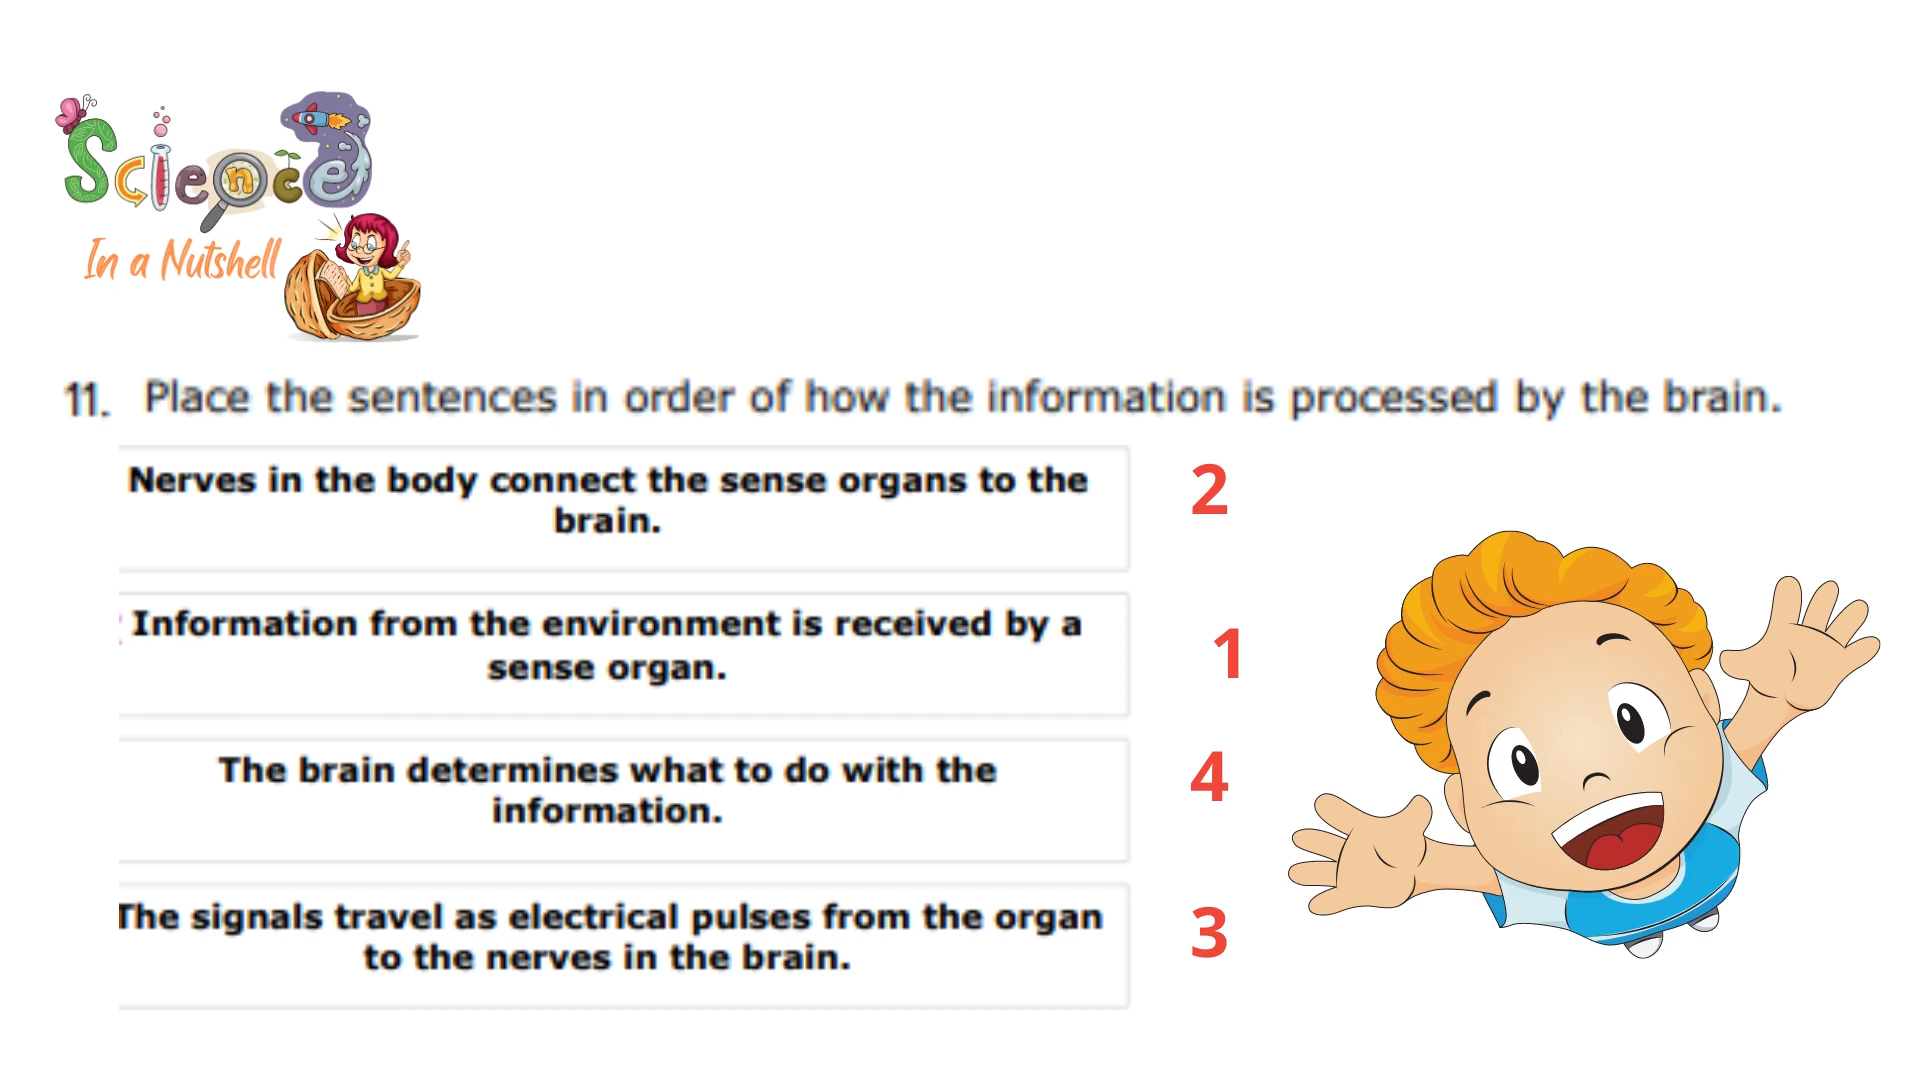 Science
In a Nutshell
11. Place the sentences in order of how the information is processed by the brain.
Nerves in the body connect the sense organs to the
brain.
2
Information from the environment is received by a
sense organ.
1
The brain determines what to do with the
information.
4
The signals travel as electrical pulses from the organ
to the nerves in the brain.
3